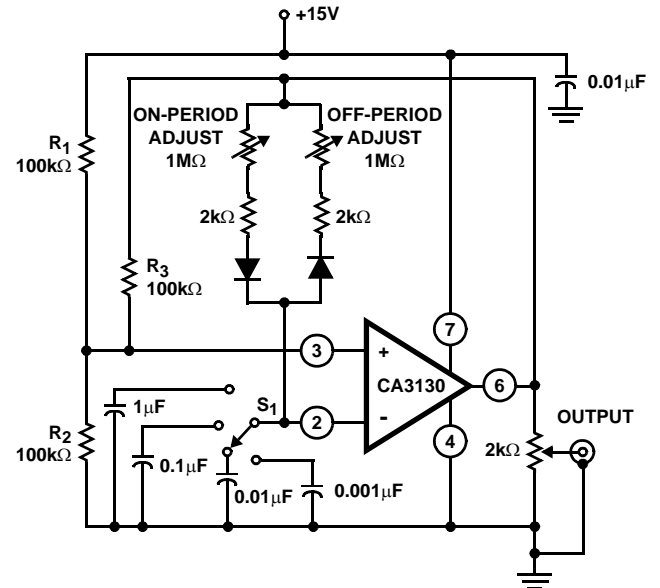 +15V
0.01μF
ON-PERIOD
ADJUST
1MΩ
OFF-PERIOD
ADJUST
1MΩ
R1
100kΩ
2kΩ
2kΩ
R3
100kΩ
7
3
+
CA3130
6
OUTPUT
1μF
S1
2
-
4
2kΩ
R2
100kΩ
0.1μF
0.01μF
0.001μF